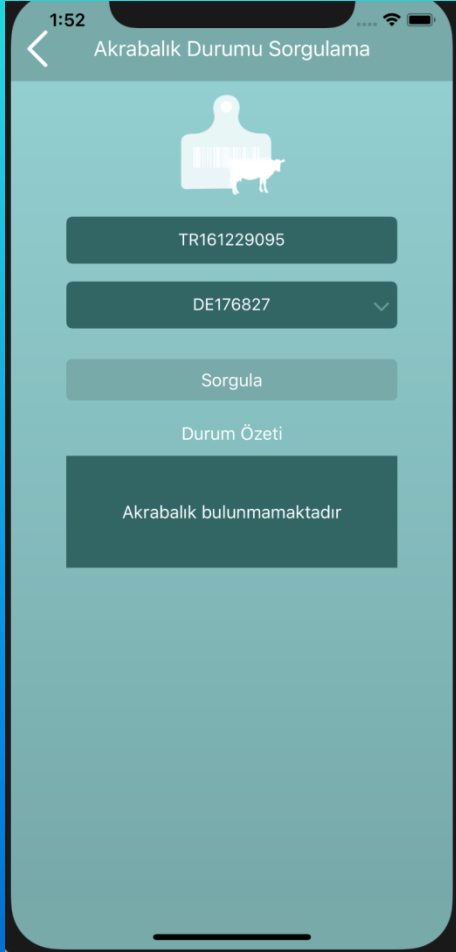 1:52
Akrabalık Durumu Sorgulama
TR161229095
DE176827
Sorgula
Durum Özeti
Akrabalık bulunmamaktadır